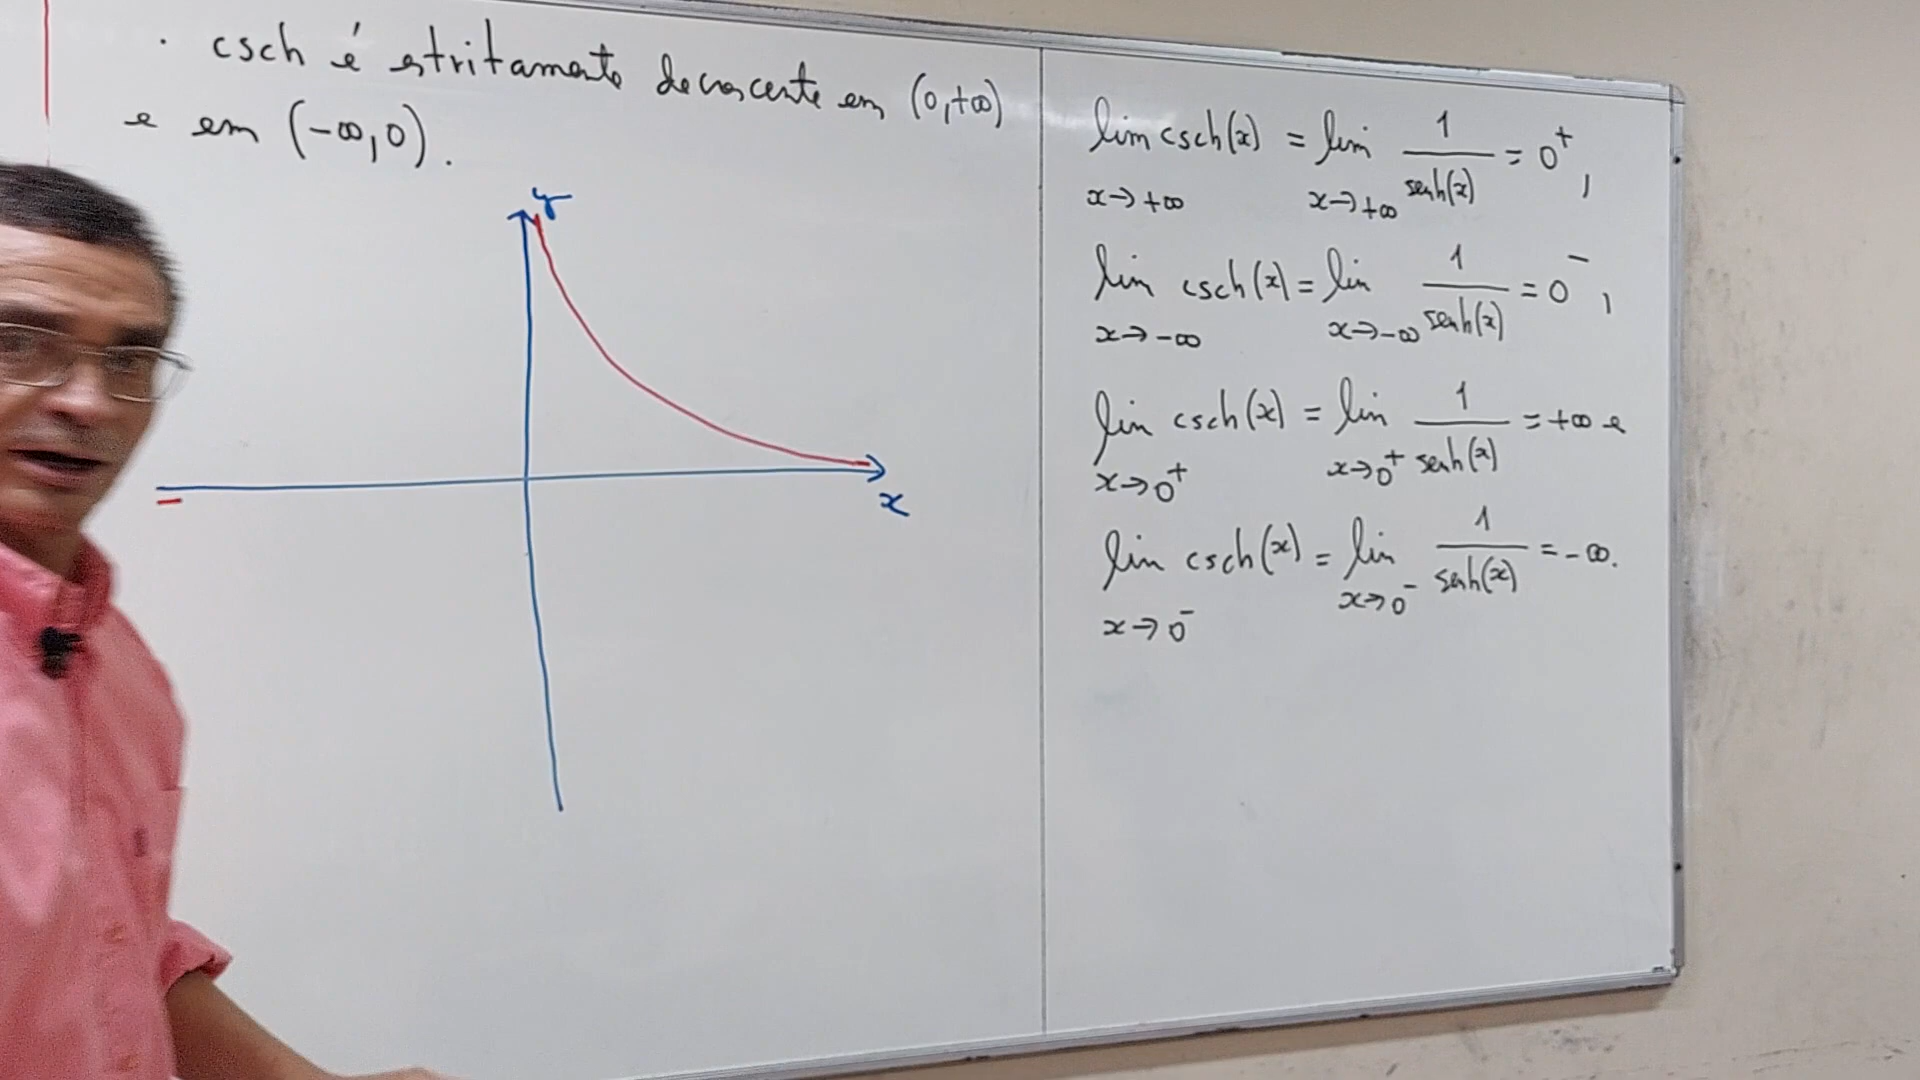 · csch é estritamente decrescente em (0,+∞)
e em (-∞,0).
y
x
lim csch(x) = lim 1/senh(x) = 0⁺,
x→+∞ x→+∞
lim csch(x) = lim 1/senh(x) = 0⁻,
x→-∞ x→-∞
lim csch(x) = lim 1/senh(x) = +∞ e
x→0⁺ x→0⁺
lim csch(x) = lim 1/senh(x) = -∞.
x→0⁻ x→0⁻